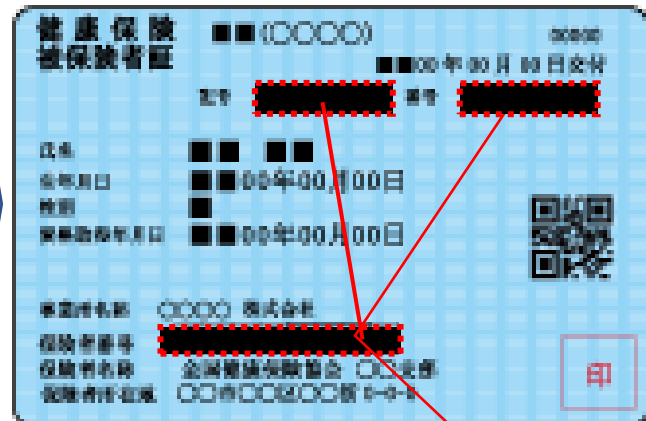 健康保険 ■■(○○○○) 00000
被保険者証
■■00年00月00日交付
記号 番号
氏名 ■■ ■■
生年月日 ■■00年00月00日
性別 ■
資格取得年月日 ■■00年00月00日
事業所名称 ○○○○ 株式会社
保険者番号
保険者名称 全国健康保険協会 ○○支部
保険者所在地 ○○市○○区○○町 0-0-0
印